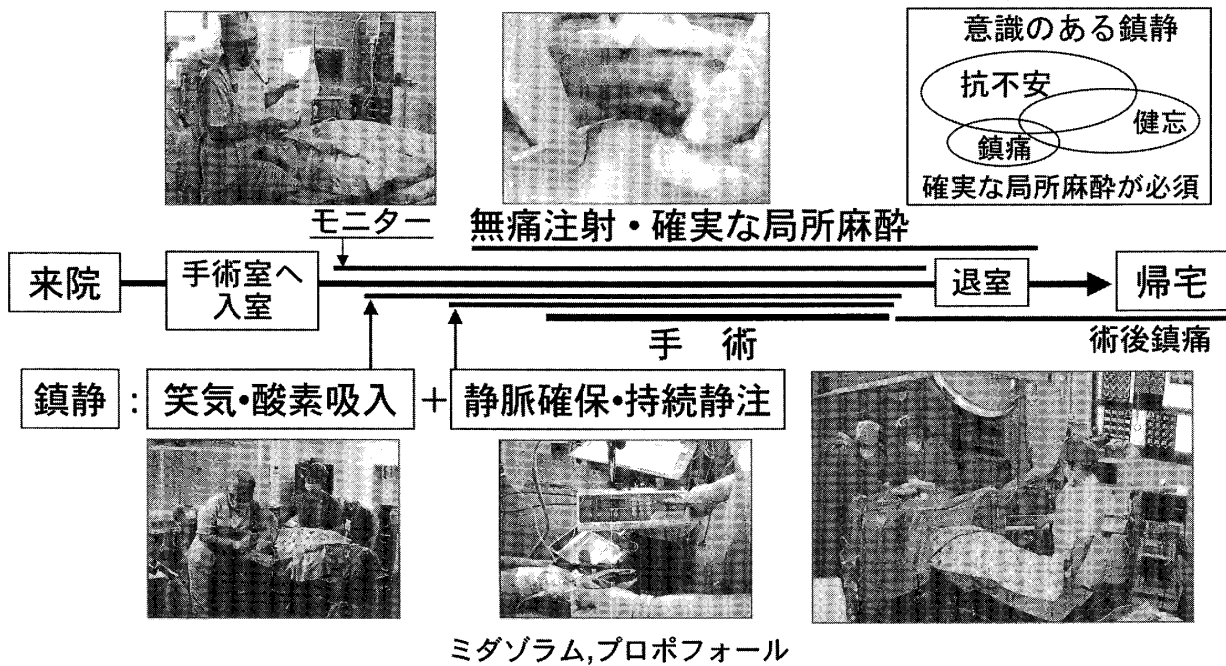 意識のある鎮静
抗不安
健忘
鎮痛
確実な局所麻酔が必須
モニター
無痛注射・確実な局所麻酔
来院
手術室へ
入室
退室
帰宅
手 術
術後鎮痛
鎮静 : 笑気・酸素吸入 + 静脈確保・持続静注
ミダゾラム,プロポフォール